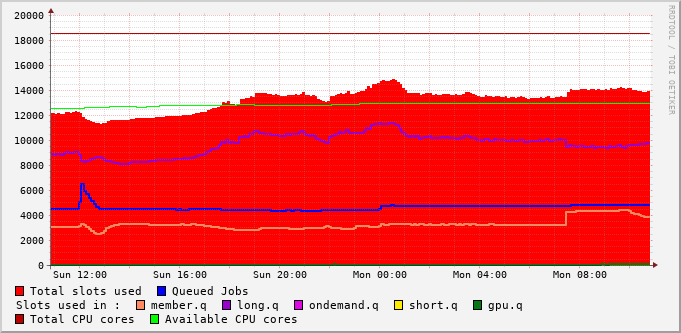 RRDTOOL / TOBI OETIKER
20000
18000
16000
14000
12000
10000
8000
6000
4000
2000
0
Sun 12:00 Sun 16:00 Sun 20:00 Mon 00:00 Mon 04:00 Mon 08:00
Total slots used Queued Jobs
Slots used in : member.q long.q ondemand.q short.q gpu.q
Total CPU cores Available CPU cores